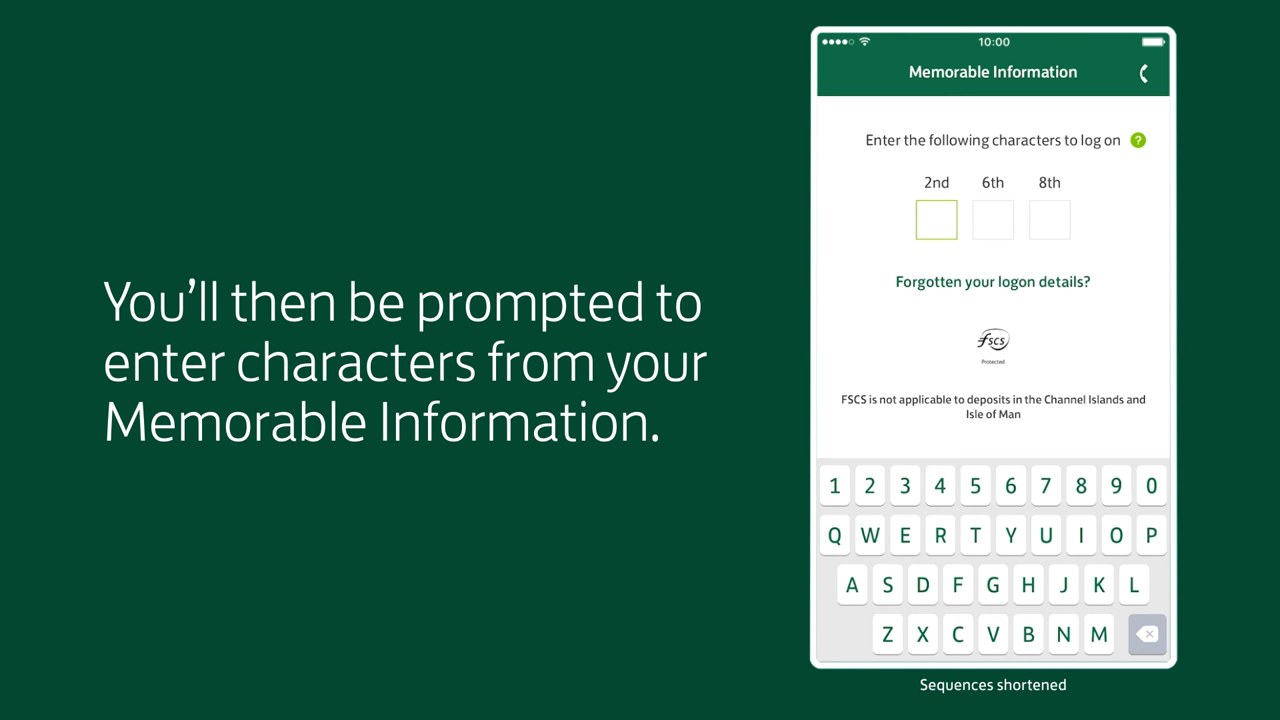 You’ll then be prompted to
enter characters from your
Memorable Information.
10:00
Memorable Information
Enter the following characters to log on ?
2nd 6th 8th
Forgotten your logon details?
fscs
Protected
FSCS is not applicable to deposits in the Channel Islands and
Isle of Man
1 2 3 4 5 6 7 8 9 0
Q W E R T Y U I O P
A S D F G H J K L
Z X C V B N M
Sequences shortened